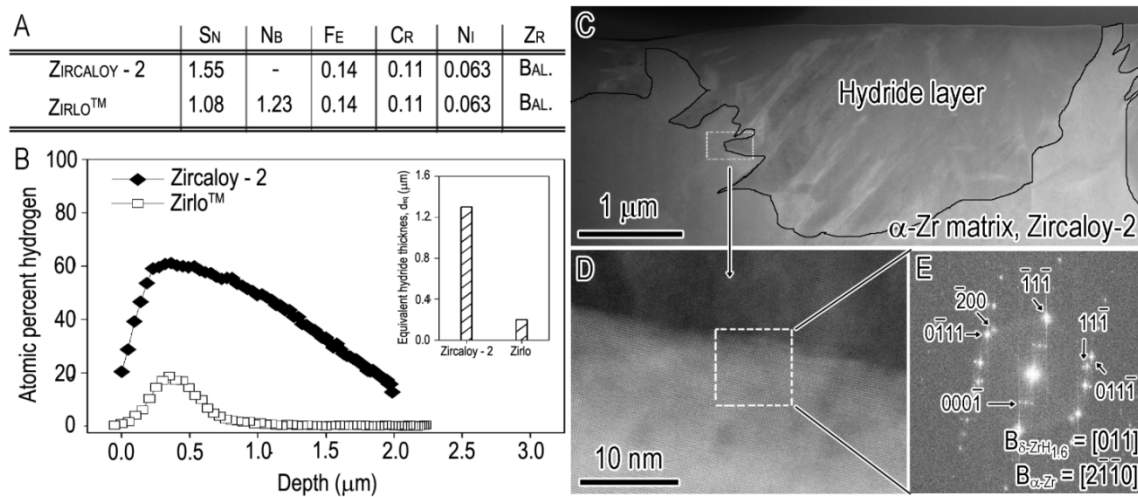 A
SN NB FE CR NI ZR
ZIRCALOY - 2 1.55 - 0.14 0.11 0.063 BAL.
ZIRLO™ 1.08 1.23 0.14 0.11 0.063 BAL.
B
Atomic percent hydrogen
100
80
60
40
20
0
Zircaloy - 2
Zirlo™
Equivalent hydride thicknes, deq (μm)
1.6
1.2
0.8
0.4
0.0
Zircaloy - 2 Zirlo
0.0 0.5 1.0 1.5 2.0 2.5 3.0
Depth (μm)
C
Hydride layer
1 μm
α-Zr matrix, Zircaloy-2
D
10 nm
E
1̄11̄
2̄00
01̄11
111̄
0111̄
0001̄
Bδ-ZrH1.6 = [011]
Bα-Zr = [21̄1̄0]